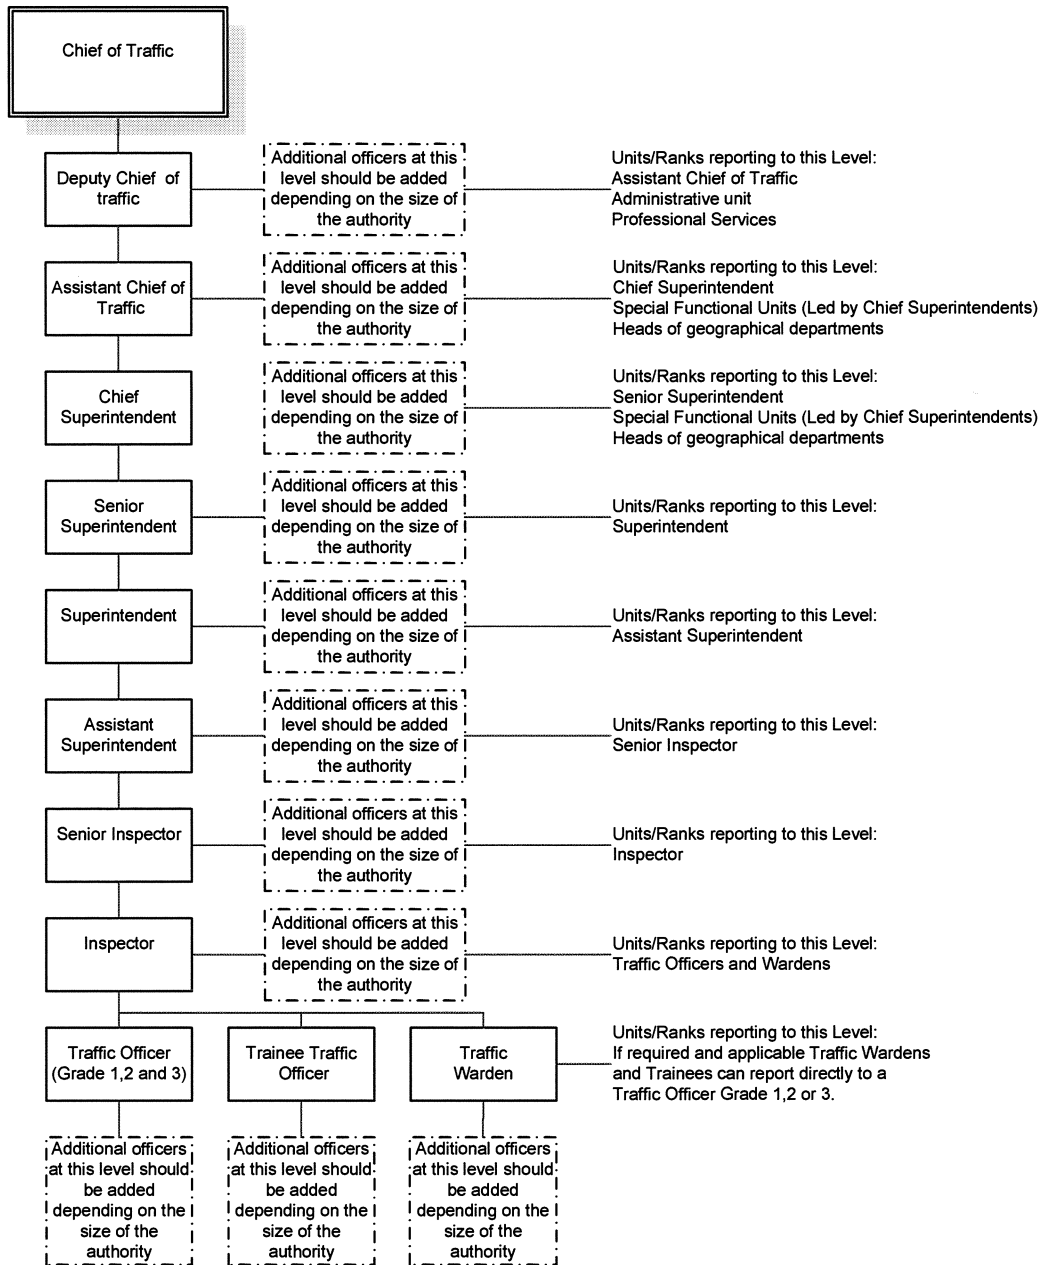 Chief of Traffic
Deputy Chief of
traffic
Additional officers at this
level should be added
depending on the size of
the authority
Units/Ranks reporting to this Level:
Assistant Chief of Traffic
Administrative unit
Professional Services
Assistant Chief of
Traffic
Additional officers at this
level should be added
depending on the size of
the authority
Units/Ranks reporting to this Level:
Chief Superintendent
Special Functional Units (Led by Chief Superintendents)
Heads of geographical departments
Chief
Superintendent
Additional officers at this
level should be added
depending on the size of
the authority
Units/Ranks reporting to this Level:
Senior Superintendent
Special Functional Units (Led by Chief Superintendents)
Heads of geographical departments
Senior
Superintendent
Additional officers at this
level should be added
depending on the size of
the authority
Units/Ranks reporting to this Level:
Superintendent
Superintendent
Additional officers at this
level should be added
depending on the size of
the authority
Units/Ranks reporting to this Level:
Assistant Superintendent
Assistant
Superintendent
Additional officers at this
level should be added
depending on the size of
the authority
Units/Ranks reporting to this Level:
Senior Inspector
Senior Inspector
Additional officers at this
level should be added
depending on the size of
the authority
Units/Ranks reporting to this Level:
Inspector
Inspector
Additional officers at this
level should be added
depending on the size of
the authority
Units/Ranks reporting to this Level:
Traffic Officers and Wardens
Traffic Officer
(Grade 1,2 and 3)
Trainee Traffic
Officer
Traffic
Warden
Units/Ranks reporting to this Level:
If required and applicable Traffic Wardens
and Trainees can report directly to a
Traffic Officer Grade 1,2 or 3.
Additional officers
at this level should
be added
depending on the
size of the
authority
Additional officers
at this level should
be added
depending on the
size of the
authority
Additional officers
at this level should
be added
depending on the
size of the
authority